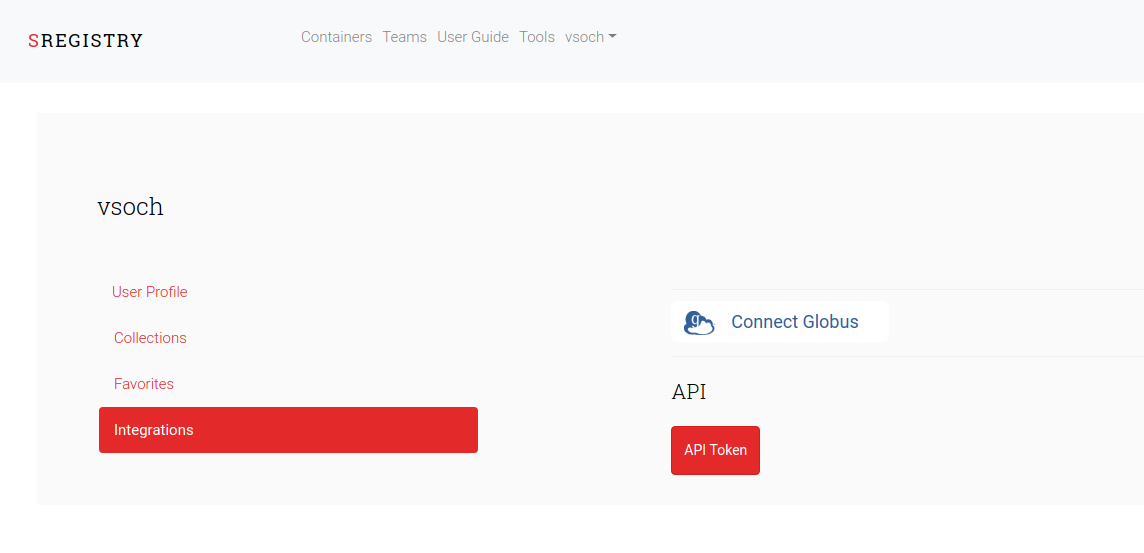 SREGISTRY
Containers Teams User Guide Tools vsoch
vsoch
User Profile
Collections
Favorites
Integrations
g
Connect Globus
API
API Token